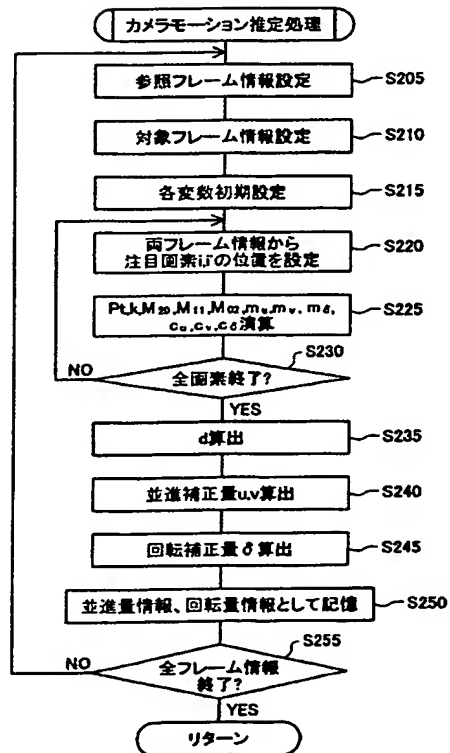 カメラモーション推定処理
参照フレーム情報設定
S205
対象フレーム情報設定
S210
各変数初期設定
S215
両フレーム情報から
注目画素i,i'の位置を設定
S220
Pt,k,M20,M11,M02,mu,mv, mδ,
cu,cv,cδ演算
S225
S230
全画素終了?
NO
YES
d算出
S235
並進補正量u,v算出
S240
回転補正量δ算出
S245
並進量情報、回転量情報として記憶
S250
S255
全フレーム情報
終了?
NO
YES
リターン